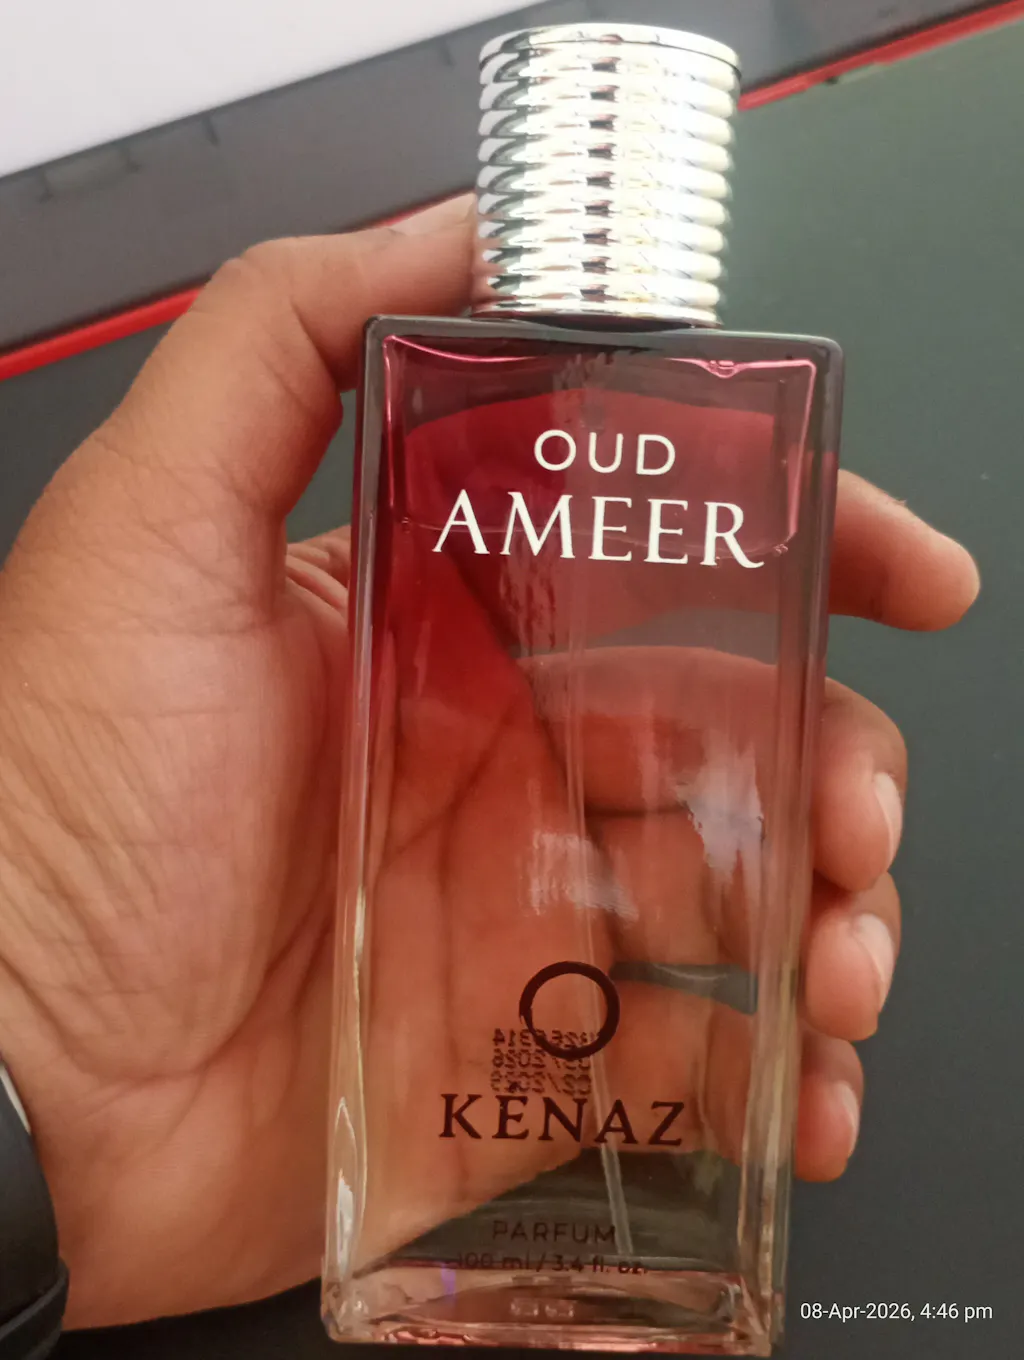 OUD
AMEER
KENAZ
PARFUM
100 ml / 3.4 fl. oz.
08-Apr-2026, 4:46 pm